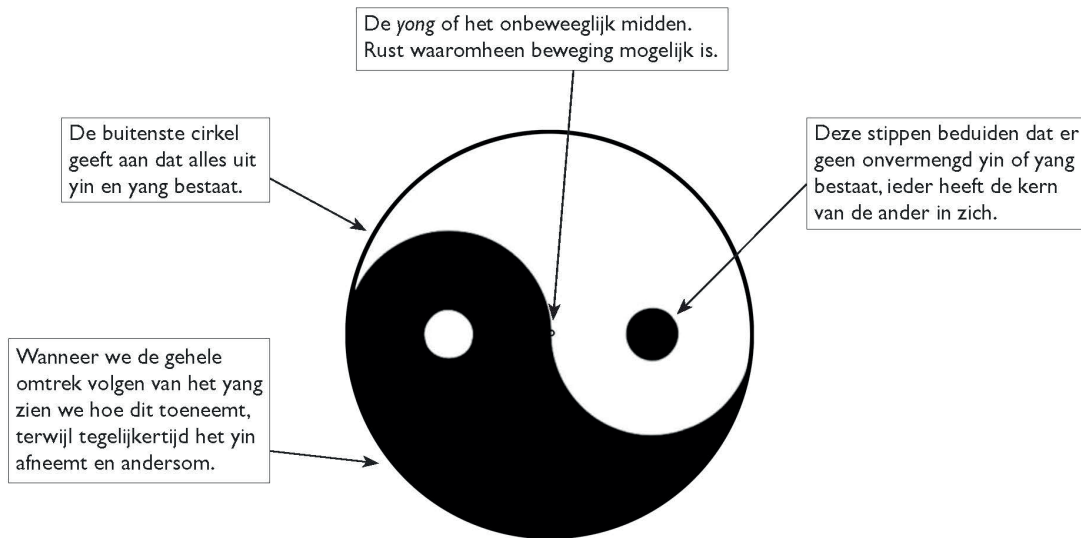 De yong of het onbeweeglijk midden.
Rust waaromheen beweging mogelijk is.
De buitenste cirkel
geeft aan dat alles uit
yin en yang bestaat.
Deze stippen beduiden dat er
geen onvermengd yin of yang
bestaat, ieder heeft de kern
van de ander in zich.
Wanneer we de gehele
omtrek volgen van het yang
zien we hoe dit toeneemt,
terwijl tegelijkertijd het yin
afneemt en andersom.